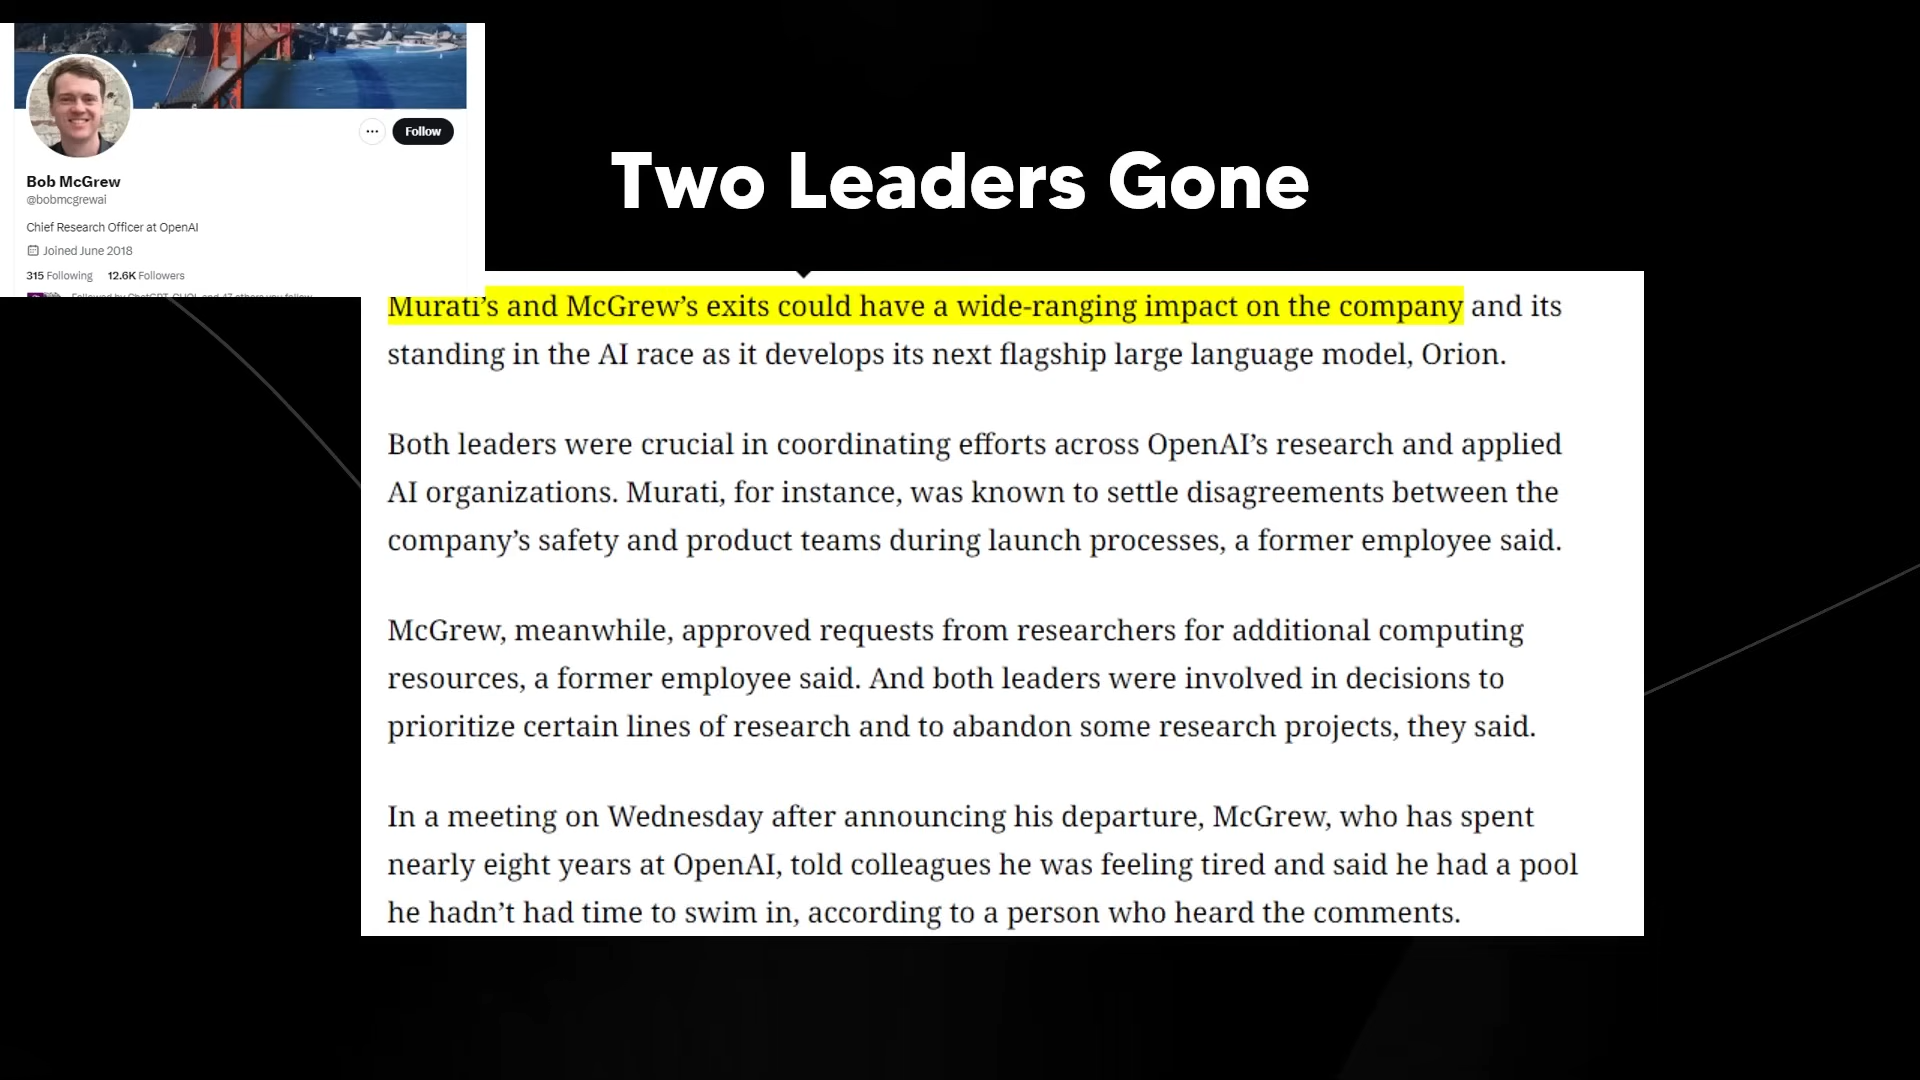 Follow
Bob McGrew
@bobmcgrewai
Chief Research Officer at OpenAI
Joined June 2018
315 Following 12.6K Followers
Two Leaders Gone
Murati’s and McGrew’s exits could have a wide-ranging impact on the company and its
standing in the AI race as it develops its next flagship large language model, Orion.
Both leaders were crucial in coordinating efforts across OpenAI’s research and applied
AI organizations. Murati, for instance, was known to settle disagreements between the
company’s safety and product teams during launch processes, a former employee said.
McGrew, meanwhile, approved requests from researchers for additional computing
resources, a former employee said. And both leaders were involved in decisions to
prioritize certain lines of research and to abandon some research projects, they said.
In a meeting on Wednesday after announcing his departure, McGrew, who has spent
nearly eight years at OpenAI, told colleagues he was feeling tired and said he had a pool
he hadn’t had time to swim in, according to a person who heard the comments.